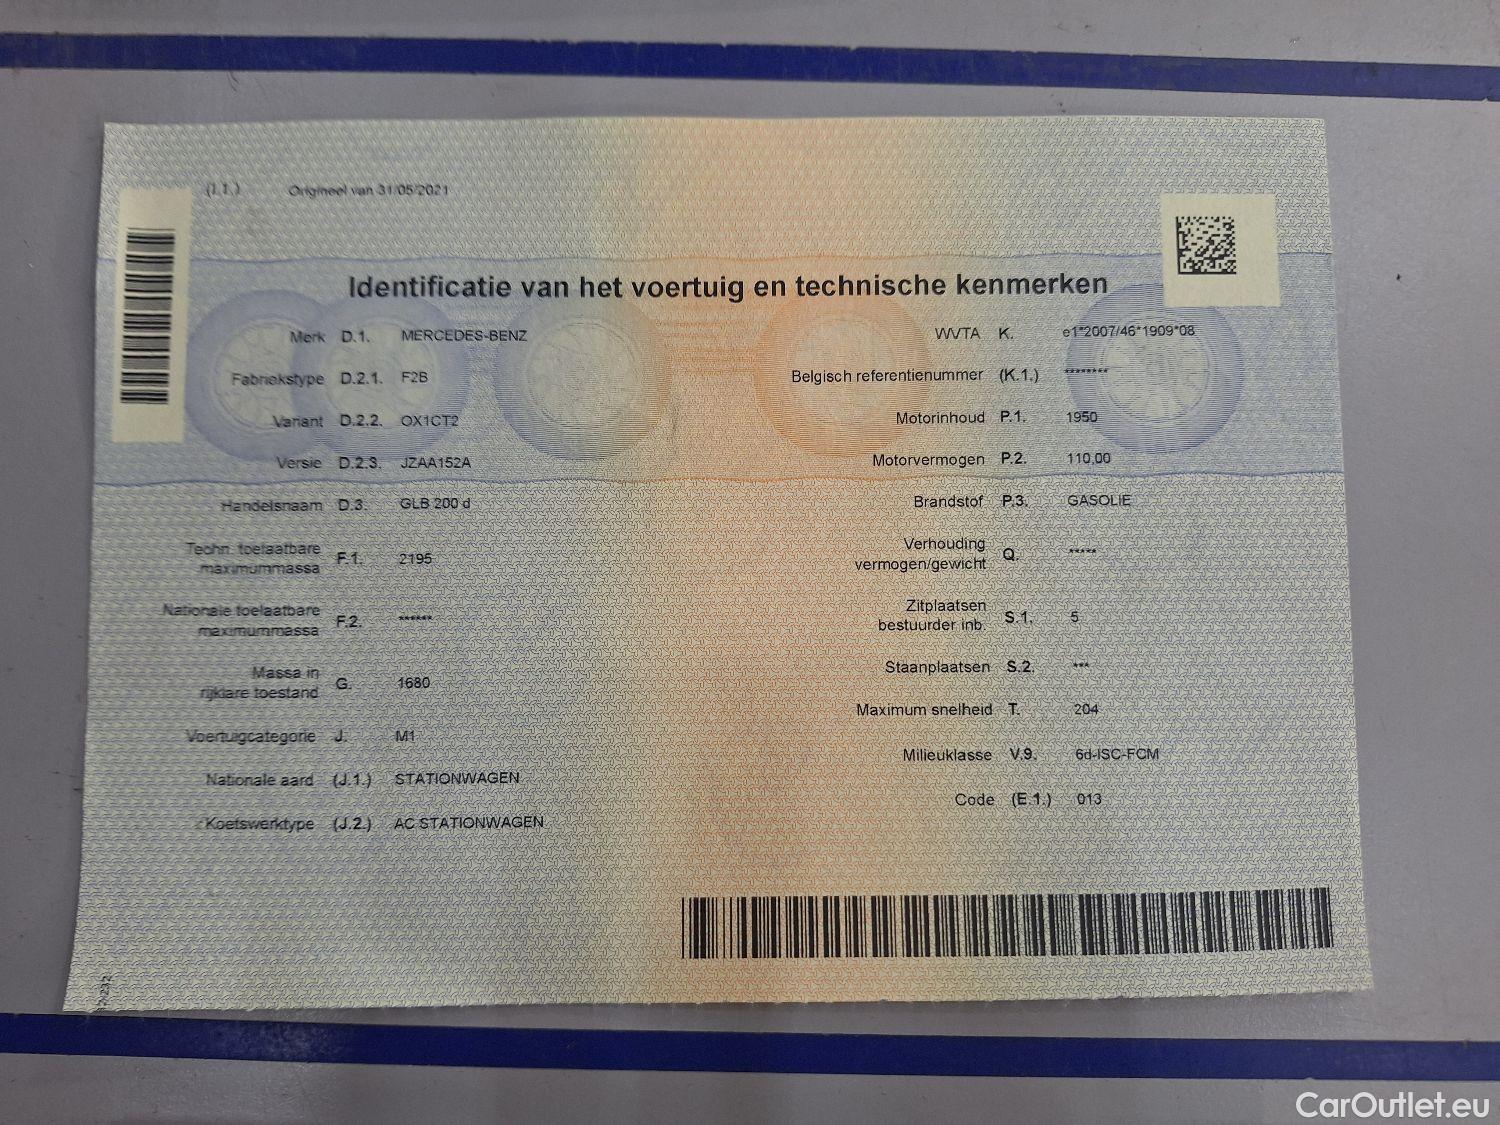 (I.1.) Origineel van 31/05/2021
Identificatie van het voertuig en technische kenmerken
Merk D.1. MERCEDES-BENZ
Fabriekstype D.2.1. F2B
Variant D.2.2. OX1CT2
Versie D.2.3. JZAA152A
Handelsnaam D.3. GLB 200 d
Techn. toelaatbare
maximummassa F.1. 2195
Nationale toelaatbare
maximummassa F.2. ******
Massa in
rijklare toestand G. 1680
Voertuigcategorie J. M1
Nationale aard (J.1.) STATIONWAGEN
Koetswerktype (J.2.) AC STATIONWAGEN
WVTA K. e1*2007/46*1909*08
Belgisch referentienummer (K.1.) ********
Motorinhoud P.1. 1950
Motorvermogen P.2. 110,00
Brandstof P.3. GASOLIE
Verhouding
vermogen/gewicht Q. *****
Zitplaatsen
bestuurder inb. S.1. 5
Staanplaatsen S.2. ***
Maximum snelheid T. 204
Milieuklasse V.9. 6d-ISC-FCM
Code (E.1.) 013
CarOutlet.eu